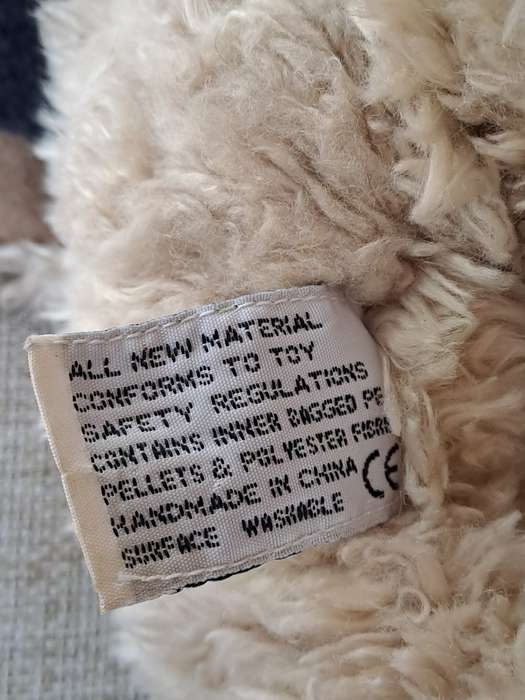 ALL NEW MATERIAL
CONFORMS TO TOY
SAFETY REGULATIONS
CONTAINS INNER BAGGED PE
PELLETS & POLYESTER FIBRE
HANDMADE IN CHINA
SURFACE WASHABLE
CE